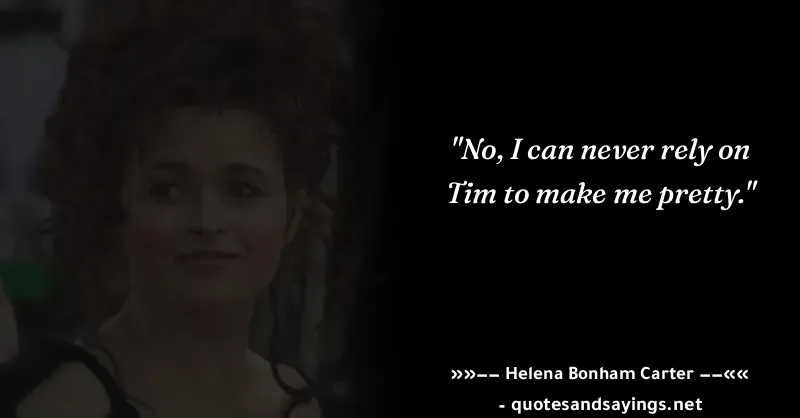 "No, I can never rely on
Tim to make me pretty."
»»—— Helena Bonham Carter ——««
- quotesandsayings.net